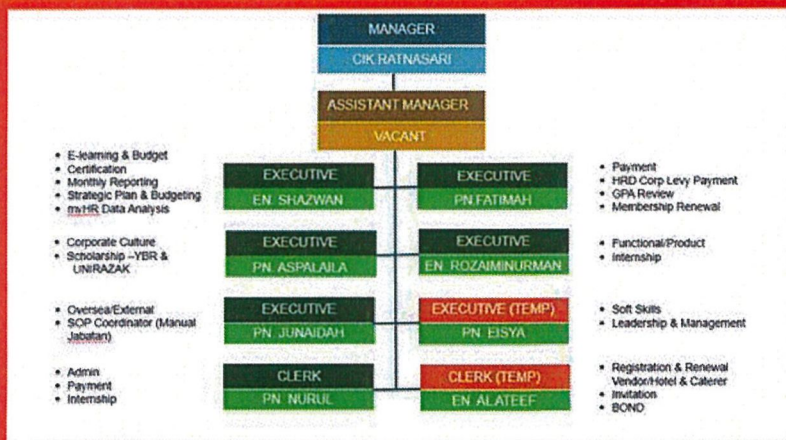 MANAGER
CIK RATNASARI
ASSISTANT MANAGER
VACANT
• E-learning & Budget
• Certification
• Monthly Reporting
• Strategic Plan & Budgeting
• myHR Data Analysis
EXECUTIVE
EN. SHAZWAN
EXECUTIVE
PN.FATIMAH
• Payment
• HRD Corp Levy Payment
• GPA Review
• Membership Renewal
• Corporate Culture
• Scholarship –YBR &
UNIRAZAK
EXECUTIVE
PN. ASPALAILA
EXECUTIVE
EN. ROZAIMINURMAN
• Functional/Product
• Internship
• Oversea/External
• SOP Coordinator (Manual
Jabatan)
EXECUTIVE
PN. JUNAIDAH
EXECUTIVE (TEMP)
PN. EISYA
• Soft Skills
• Leadership & Management
• Admin
• Payment
• Internship
CLERK
PN. NURUL
CLERK (TEMP)
EN. ALATEEF
• Registration & Renewal
Vendor/Hotel & Caterer
• Invitation
• BOND